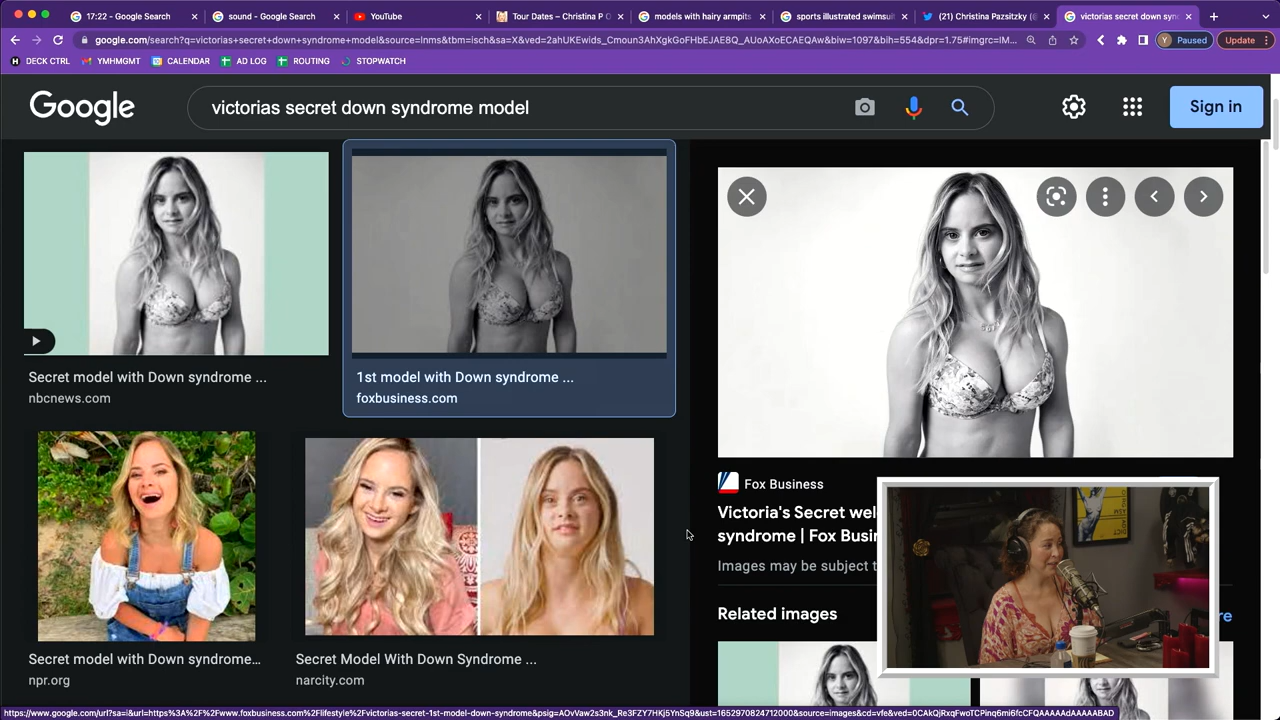 17:22 - Google Search
sound - Google Search
YouTube
Tour Dates – Christina P O
models with hairy armpits
sports illustrated swimsui
(21) Christina Pazsitzky (@
victorias secret down synd
google.com/search?q=victorias+secret+down+syndrome+model&source=lnms&tbm=isch&sa=X&ved=2ahUKEwids_Cmoun3AhXgkGoFHbEJAE8Q_AUoAXoECAEQAw&biw=1097&bih=554&dpr=1.75#imgrc=IM...
Y Paused
Update
DECK CTRL
YMHMGMT
CALENDAR
AD LOG
ROUTING
STOPWATCH
Google
victorias secret down syndrome model
Sign in
Secret model with Down syndrome ...
nbcnews.com
1st model with Down syndrome ...
foxbusiness.com
Fox Business
Victoria's Secret wel
syndrome | Fox Busin
Images may be subject t
Related images
re
Secret model with Down syndrome...
npr.org
Secret Model With Down Syndrome ...
narcity.com